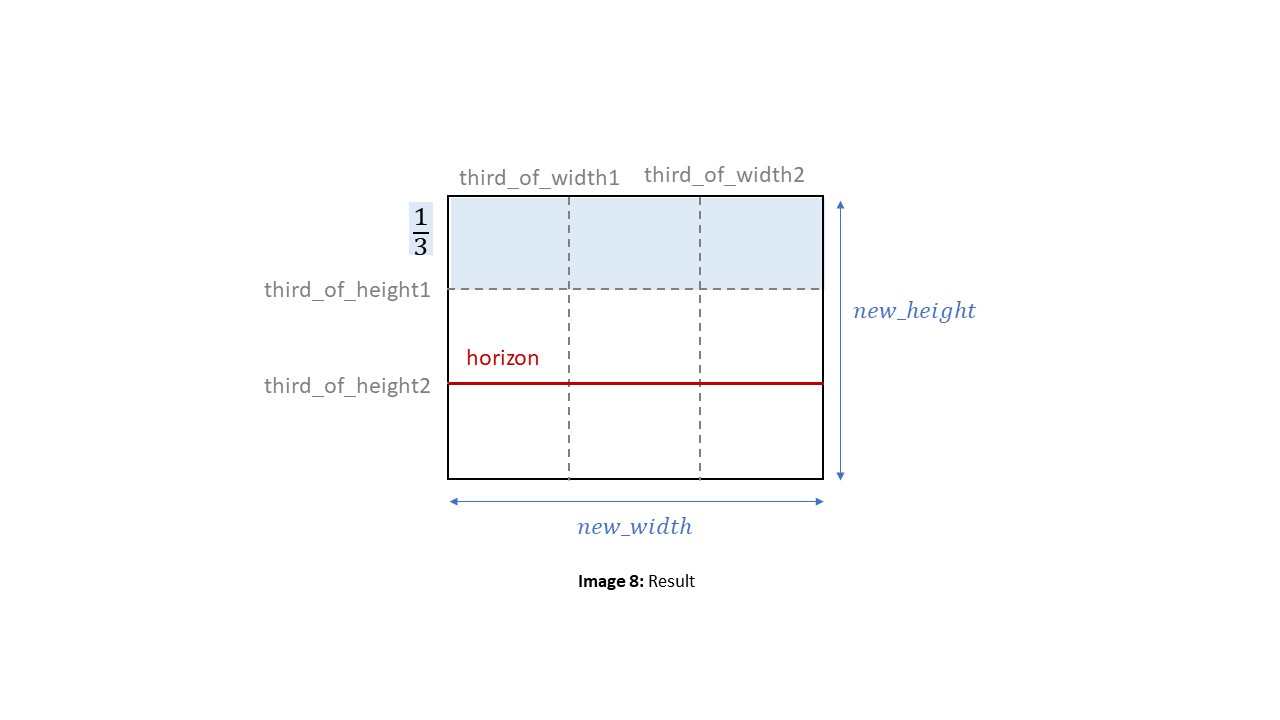 third_of_width1 third_of_width2
1
3
third_of_height1
new_height
horizon
third_of_height2
new_width
Image 8: Result